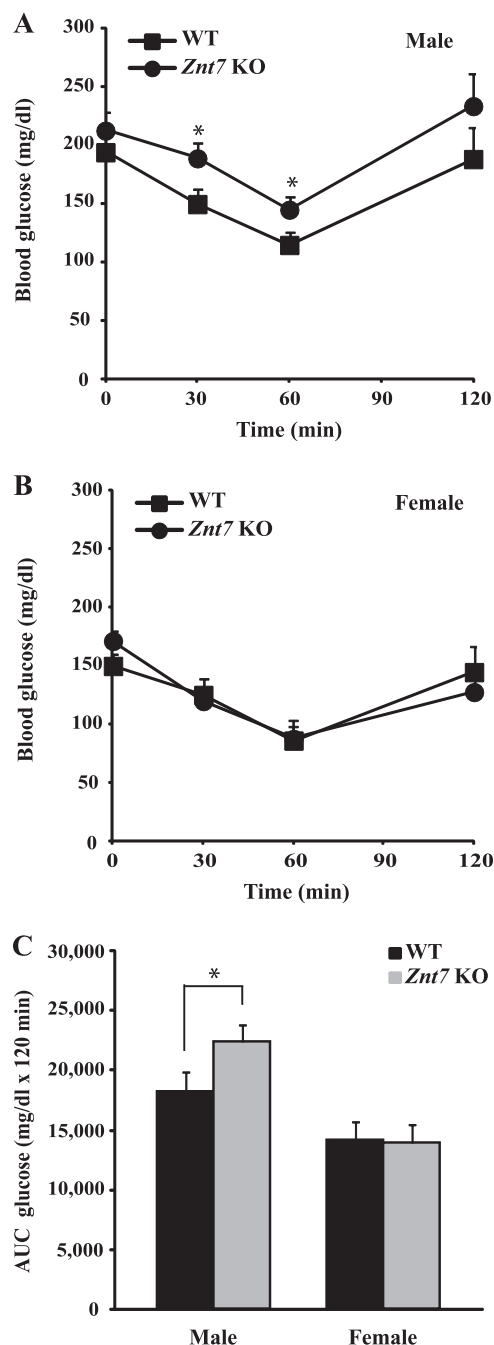 A
300
WT
Male
Znt7 KO
250
*
200
*
150
100
50
0
0 30 60 90 120
Time (min)
Blood glucose (mg/dl)
B
300
WT
Female
Znt7 KO
250
200
150
100
50
0
0 30 60 90 120
Time (min)
Blood glucose (mg/dl)
C
30,000
WT
*
Znt7 KO
25,000
20,000
15,000
10,000
5,000
0
Male Female
AUC glucose (mg/dl x 120 min)